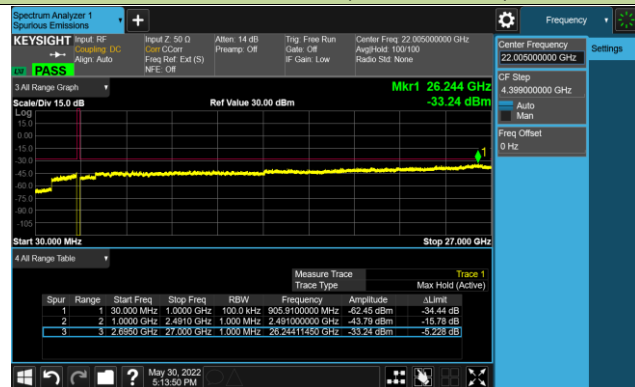 Spectrum Analyzer 1
Spurious Emissions
Frequency
KEYSIGHT
Input: RF
Coupling: DC
Align: Auto
Input Z: 50 Ω
Corr CCorr
Freq Ref: Ext (S)
NFE: Off
Atten: 14 dB
Preamp: Off
Trig: Free Run
Gate: Off
IF Gain: Low
Center Freq: 22.005000000 GHz
Avg|Hold: 100/100
Radio Std: None
PASS
Center Frequency
22.005000000 GHz
Settings
CF Step
4.399000000 GHz
Auto
Man
Freq Offset
0 Hz
3 All Range Graph
Mkr1 26.244 GHz
Scale/Div 15.0 dB
Ref Value 30.00 dBm
-33.24 dBm
Log
15.0
0.00
-15.0
-30.0
-45.0
-60.0
-75.0
-90.0
-105
1
Start 30.000 MHz
Stop 27.000 GHz
4 All Range Table
Measure Trace Trace 1
Trace Type Max Hold (Active)
Spur Range Start Freq Stop Freq RBW Frequency Amplitude ΔLimit
1 1 30.000 MHz 1.0000 GHz 100.0 kHz 905.9100000 MHz -62.45 dBm -34.44 dB
2 2 1.0000 GHz 2.4910 GHz 1.000 MHz 2.491000000 GHz -43.79 dBm -15.78 dB
3 3 2.6950 GHz 27.000 GHz 1.000 MHz 26.24411450 GHz -33.24 dBm -5.228 dB
May 30, 2022
5:13:50 PM